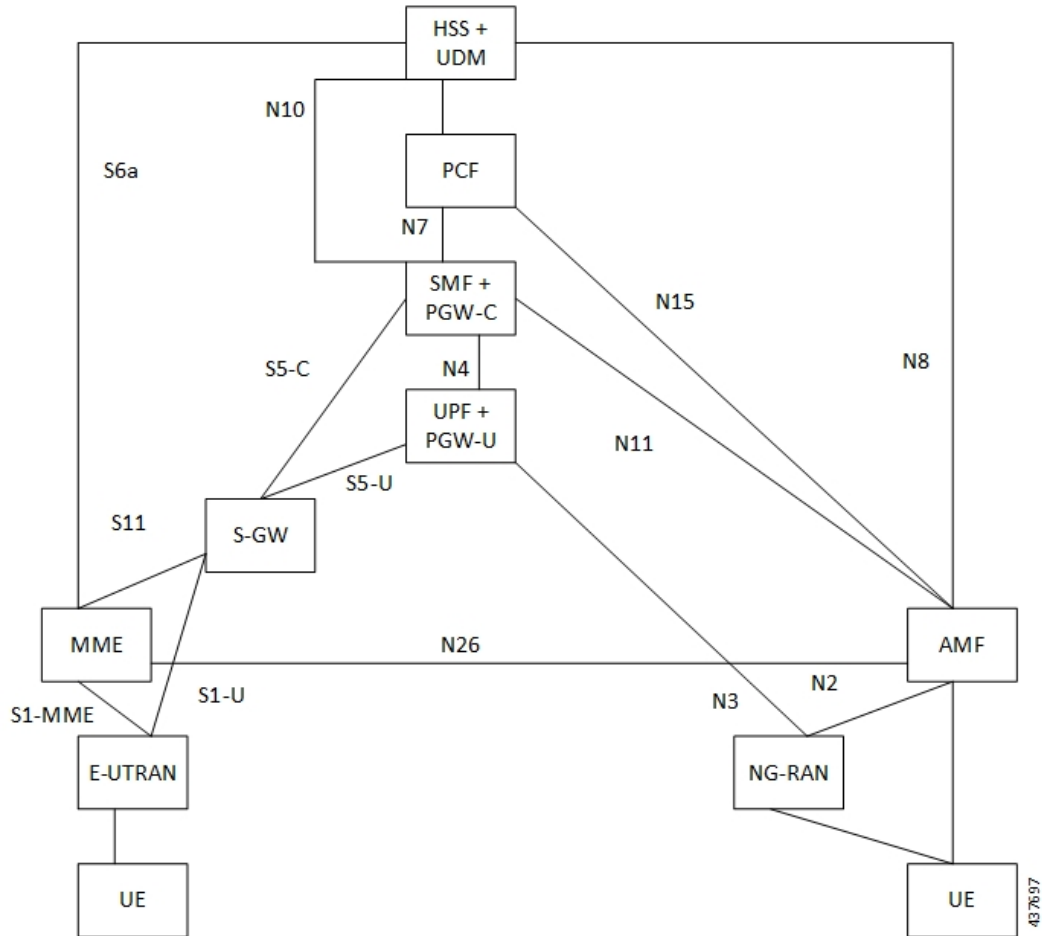 HSS +
UDM
N10
S6a
PCF
N7
SMF +
PGW-C
N15
N8
S5-C
N4
UPF +
PGW-U
N11
S5-U
S11
S-GW
MME
N26
AMF
N2
S1-U
N3
S1-MME
E-UTRAN
NG-RAN
UE
UE
437697